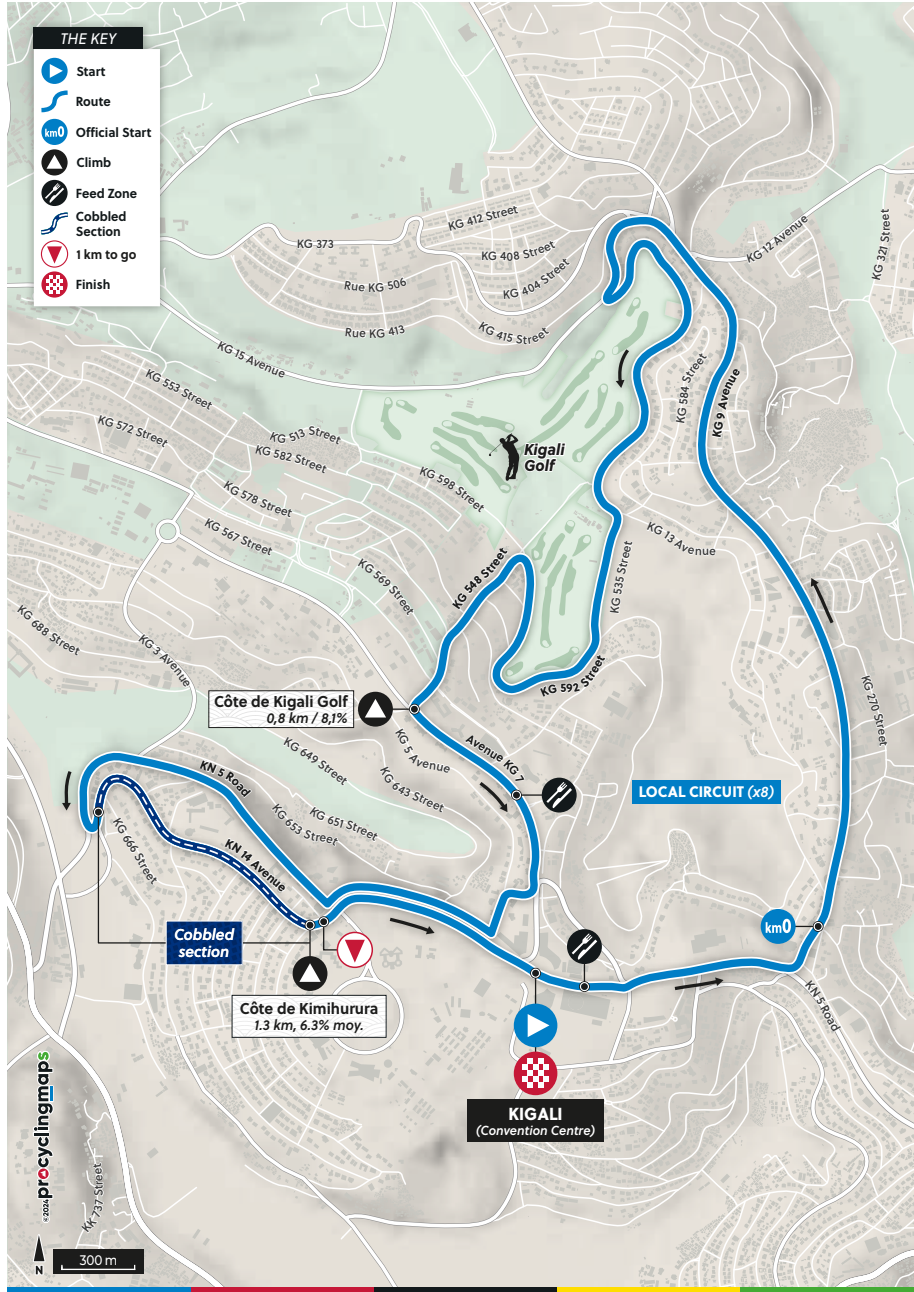 THE KEY
Start
Route
km0 Official Start
Climb
Feed Zone
Cobbled
Section
1 km to go
Finish
KG 412 Street
KG 373
KG 408 Street
KG 12 Avenue
KG 321 Street
Rue KG 506
KG 404 Street
Rue KG 413
KG 415 Street
KG 15 Avenue
KG 553 Street
KG 584 Street
KG 9 Avenue
KG 572 Street
KG 513 Street
KG 582 Street
Kigali
Golf
KG 598 Street
KG 578 Street
KG 567 Street
KG 13 Avenue
KG 569 Street
KG 548 Street
KG 535 Street
KG 688 Street
KG 3 Avenue
KG 592 Street
KG 270 Street
Côte de Kigali Golf
0,8 km / 8,1%
KG 5 Avenue
Avenue KG 7
KG 649 Street
KG 643 Street
KN 5 Road
LOCAL CIRCUIT (x8)
KG 651 Street
KG 653 Street
KG 666 Street
KN 14 Avenue
Cobbled
section
km0
Côte de Kimihurura
1.3 km, 6.3% moy.
KN 5 Road
KIGALI
(Convention Centre)
©2024 procyclingmaps
KK 737 Street
N
300 m